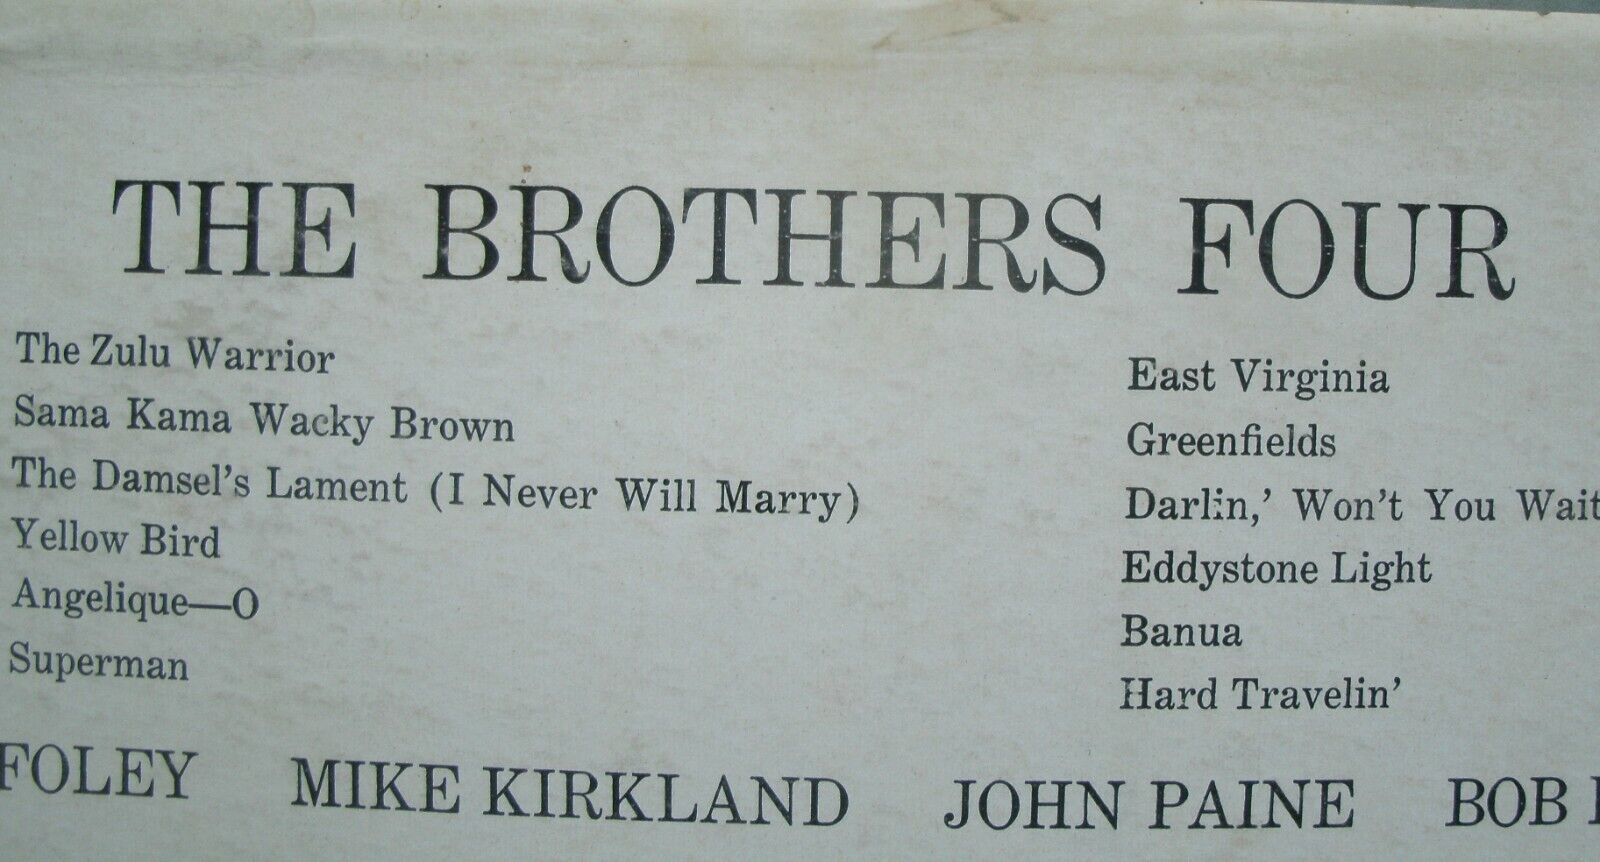 THE BROTHERS FOUR
The Zulu Warrior
Sama Kama Wacky Brown
The Damsel's Lament (I Never Will Marry)
Yellow Bird
Angelique—O
Superman
East Virginia
Greenfields
Darlin,' Won't You Wait
Eddystone Light
Banua
Hard Travelin'
FOLEY MIKE KIRKLAND JOHN PAINE BOB